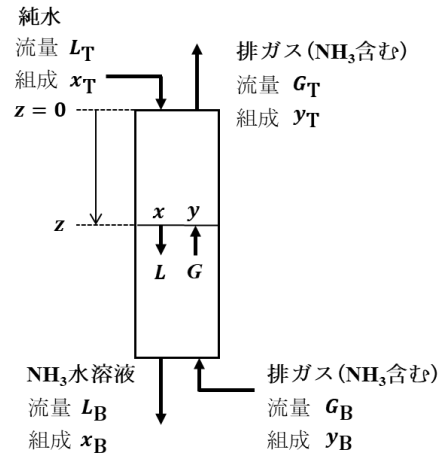 純水
流量 L_T
組成 x_T
z = 0
排ガス(NH₃含む)
流量 G_T
組成 y_T
z
x y
L G
NH₃水溶液
流量 L_B
組成 x_B
排ガス(NH₃含む)
流量 G_B
組成 y_B